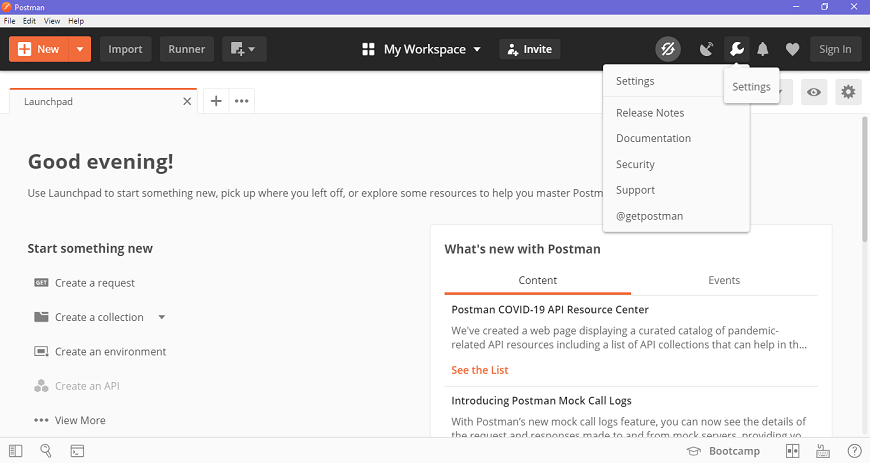 Postman
File Edit View Help
New Import Runner My Workspace Invite Sign In
Settings
Settings
Release Notes
Documentation
Security
Support
@getpostman
Launchpad
Good evening!
Use Launchpad to start something new, pick up where you left off, or explore some resources to help you master
Start something new
GET Create a request
Create a collection
Create an environment
Create an API
View More
What's new with Postman
Content Events
Postman COVID-19 API Resource Center
We've created a web page displaying a curated catalog of pandemic-
related API resources including a list of API collections that can help in th...
See the List
Introducing Postman Mock Call Logs
With Postman's new mock call logs feature, you can now see the details of
the request and responses made to and from mock servers, providing yo...
Bootcamp